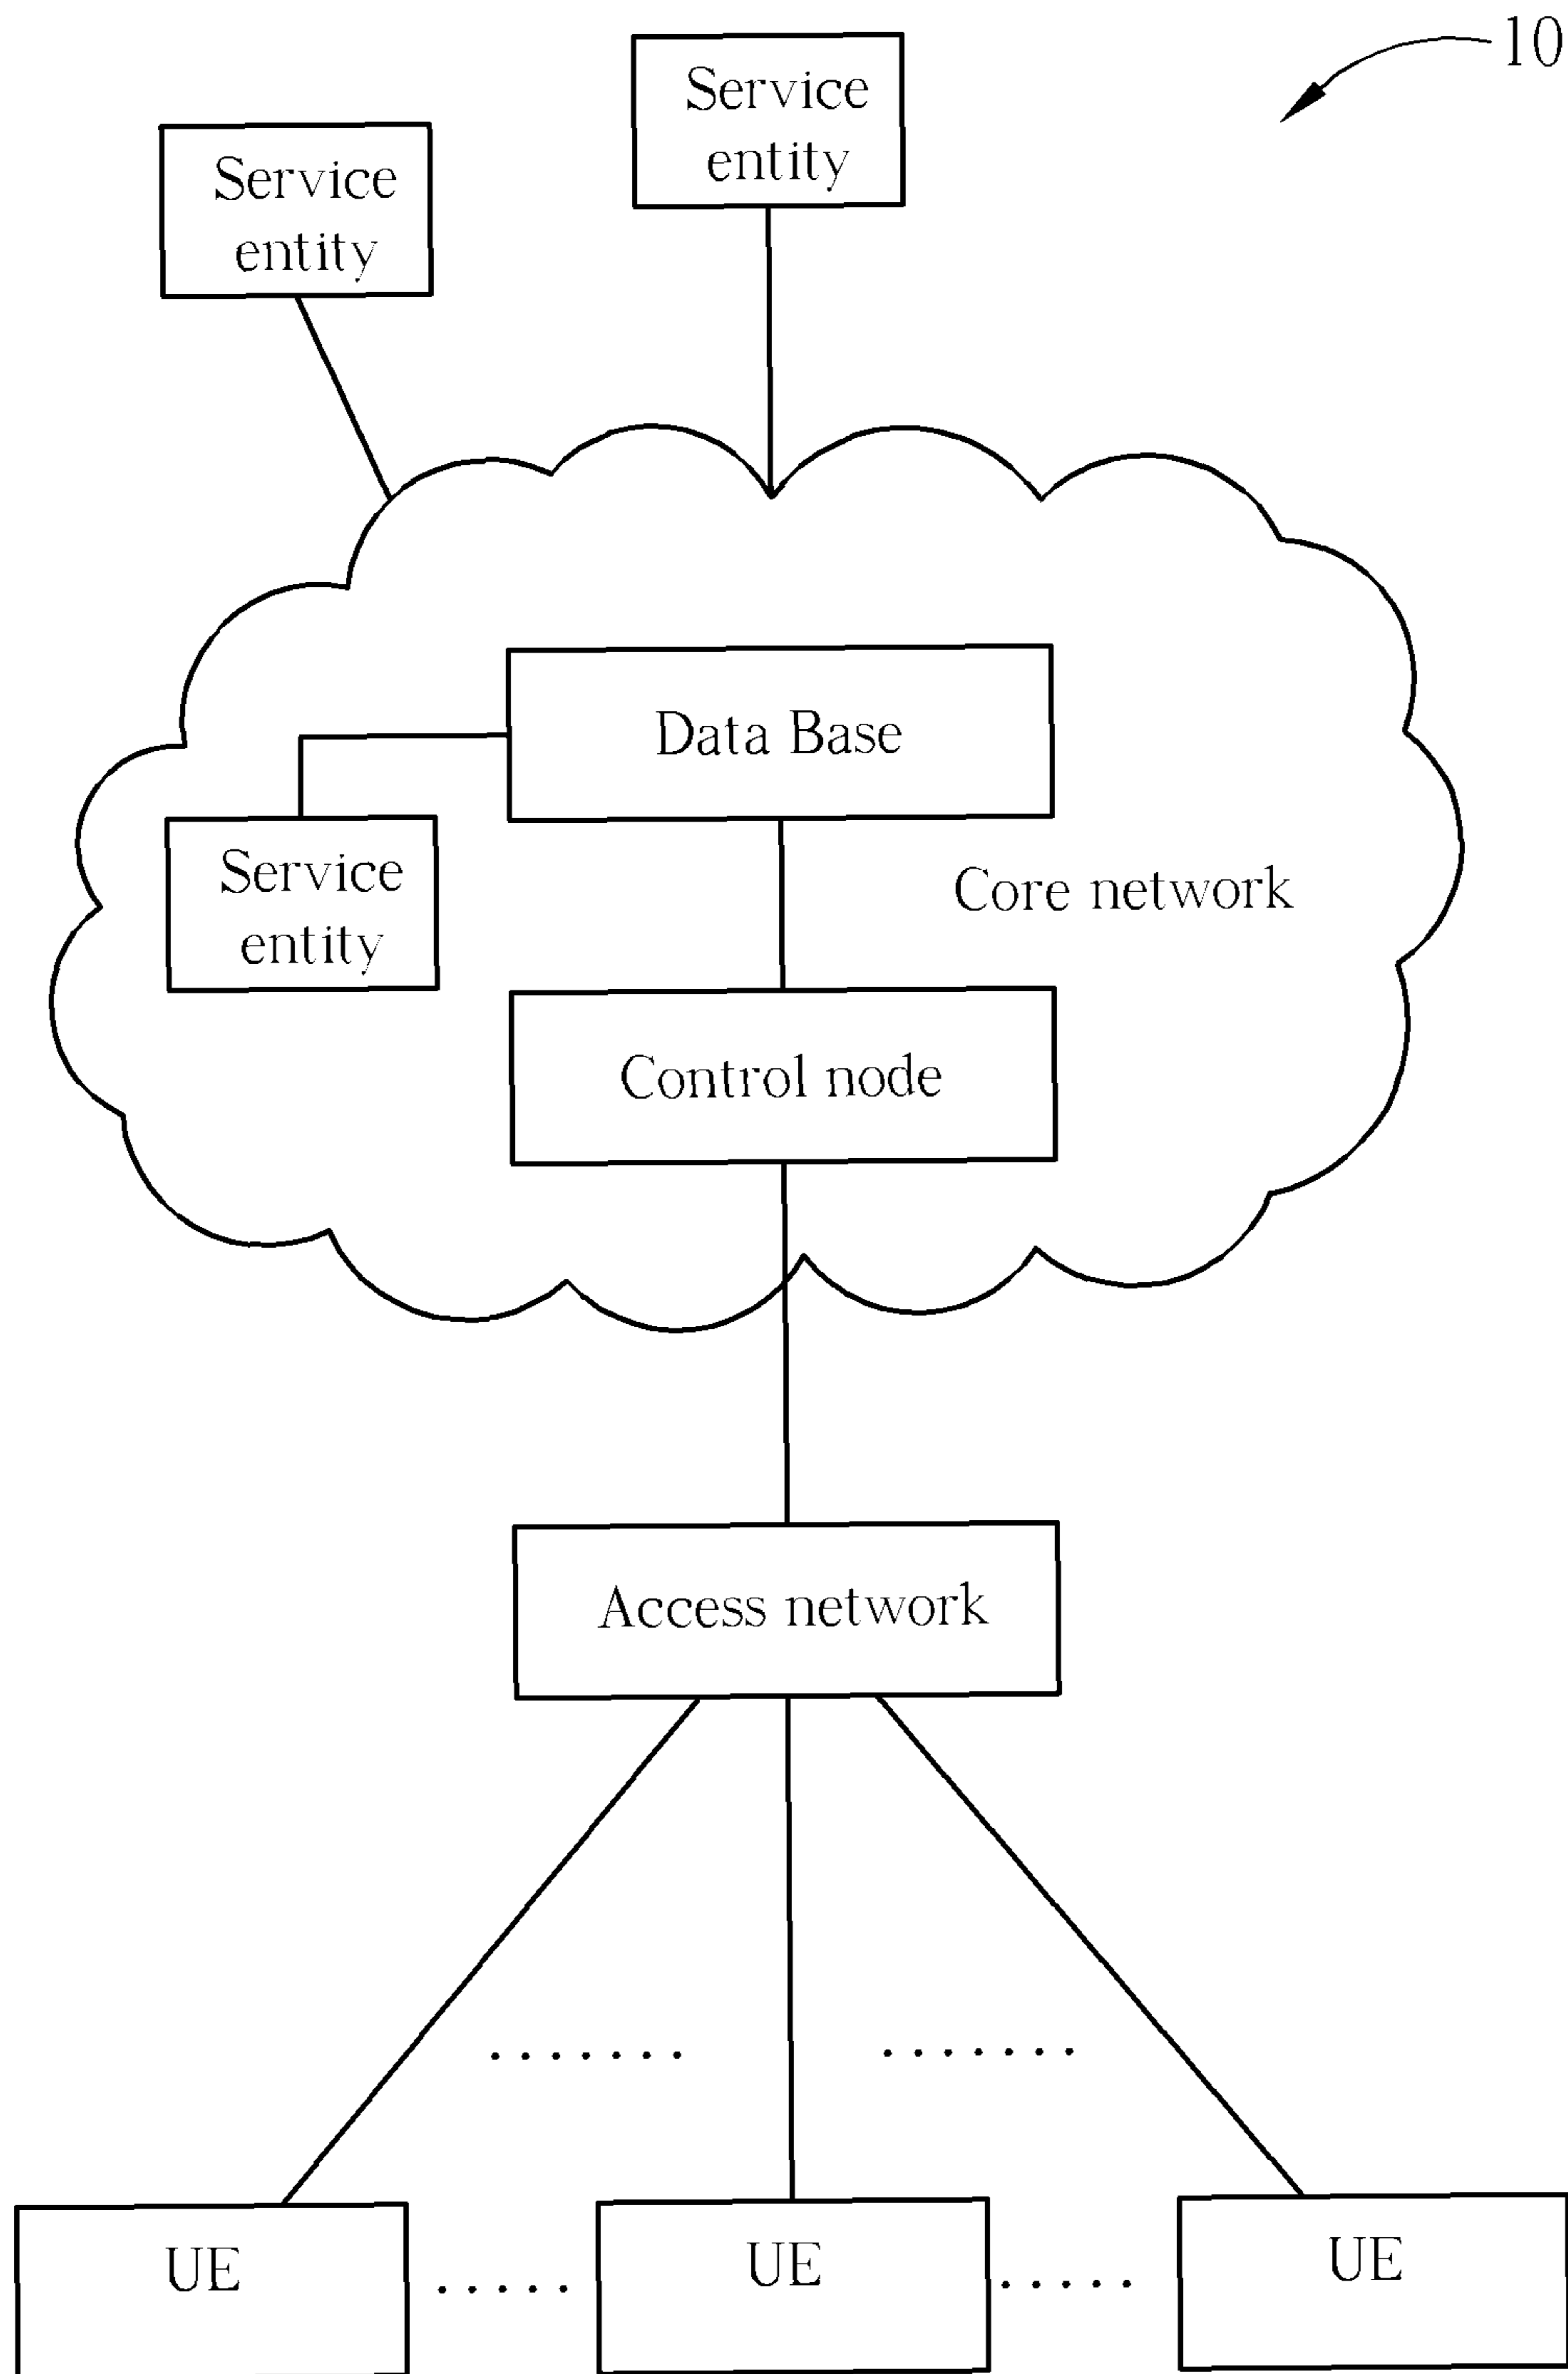 10
Service
entity
Service
entity
Data Base
Service
entity
Core network
Control node
Access network
UE
UE
UE